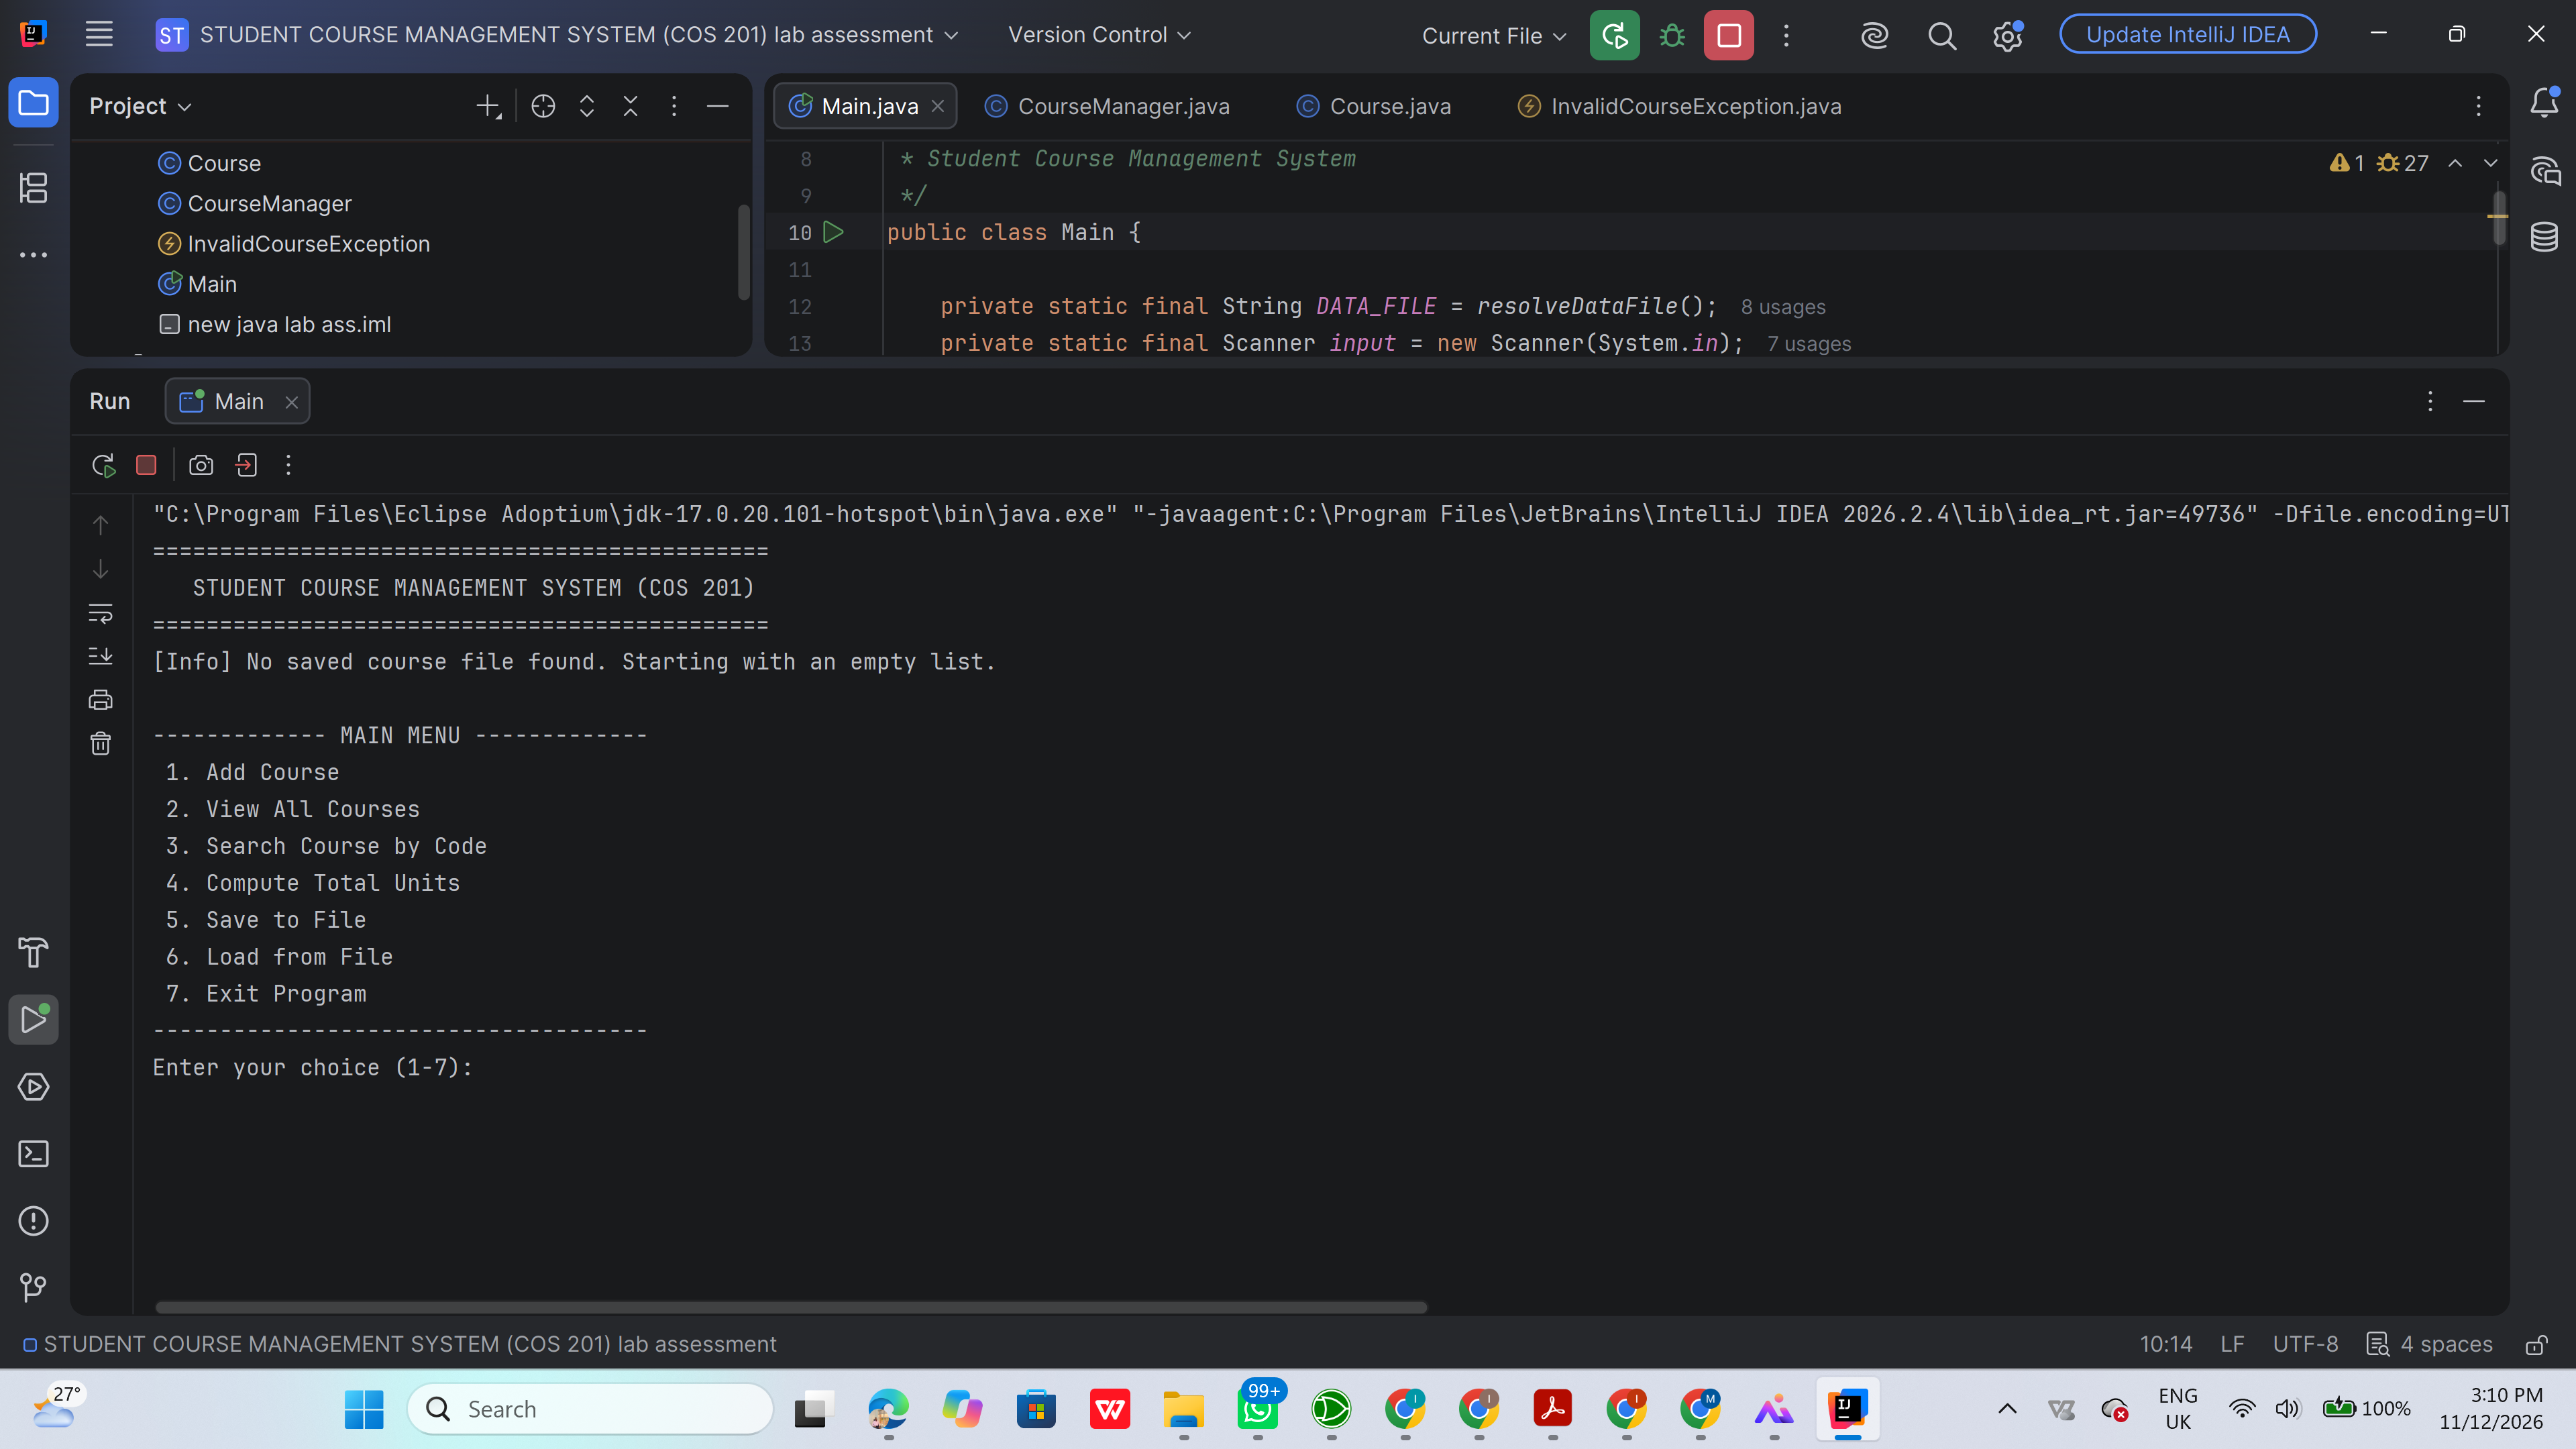 ST STUDENT COURSE MANAGEMENT SYSTEM (COS 201) lab assessment
Version Control
Current File
Update IntelliJ IDEA
Project
Course
CourseManager
InvalidCourseException
Main
new java lab ass.iml
Main.java
CourseManager.java
Course.java
InvalidCourseException.java
1 27
8 * Student Course Management System
9 */
10 public class Main {
11
12 private static final String DATA_FILE = resolveDataFile(); 8 usages
13 private static final Scanner input = new Scanner(System.in); 7 usages
Run
Main
"C:\Program Files\Eclipse Adoptium\jdk-17.0.20.101-hotspot\bin\java.exe" "-javaagent:C:\Program Files\JetBrains\IntelliJ IDEA 2026.2.4\lib\idea_rt.jar=49736" -Dfile.encoding=UT
==============================================
STUDENT COURSE MANAGEMENT SYSTEM (COS 201)
==============================================
[Info] No saved course file found. Starting with an empty list.
------------- MAIN MENU -------------
1. Add Course
2. View All Courses
3. Search Course by Code
4. Compute Total Units
5. Save to File
6. Load from File
7. Exit Program
-------------------------------------
Enter your choice (1-7):
STUDENT COURSE MANAGEMENT SYSTEM (COS 201) lab assessment
10:14 LF UTF-8 4 spaces
27°
Search
99+
ENG
UK
100%
3:10 PM
11/12/2026